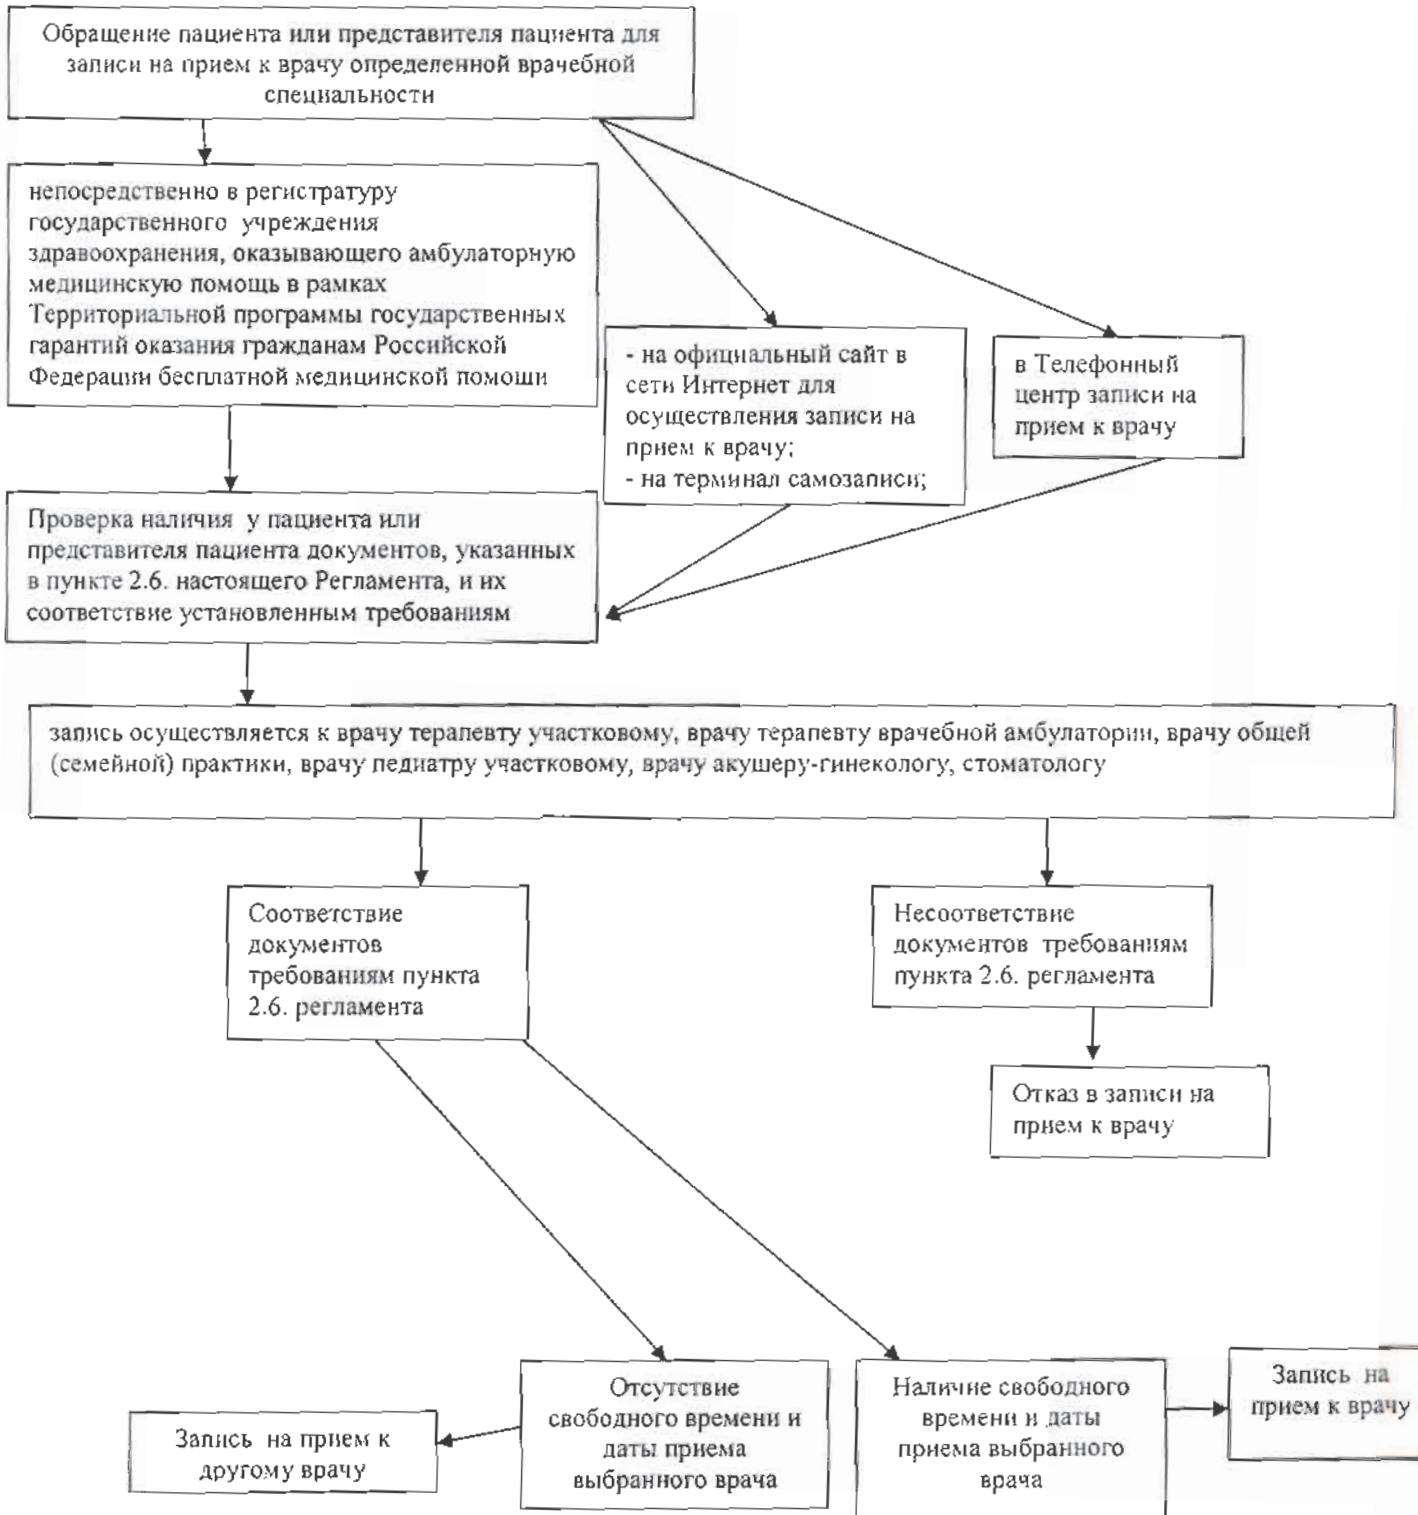 Обращение пациента или представителя пациента для
записи на прием к врачу определенной врачебной
специальности
непосредственно в регистратуру
государственного учреждения
здравоохранения, оказывающего амбулаторную
медицинскую помощь в рамках
Территориальной программы государственных
гарантий оказания гражданам Российской
Федерации бесплатной медицинской помощи
- на официальный сайт в
сети Интернет для
осуществления записи на
прием к врачу;
- на терминал самозаписи;
в Телефонный
центр записи на
прием к врачу
Проверка наличия у пациента или
представителя пациента документов, указанных
в пункте 2.6. настоящего Регламента, и их
соответствие установленным требованиям
запись осуществляется к врачу терапевту участковому, врачу терапевту врачебной амбулатории, врачу общей
(семейной) практики, врачу педиатру участковому, врачу акушеру-гинекологу, стоматологу
Соответствие
документов
требованиям пункта
2.6. регламента
Несоответствие
документов требованиям
пункта 2.6. регламента
Отказ в записи на
прием к врачу
Отсутствие
свободного времени и
даты приема
выбранного врача
Наличие свободного
времени и даты
приема выбранного
врача
Запись на
прием к врачу
Запись на прием к
другому врачу